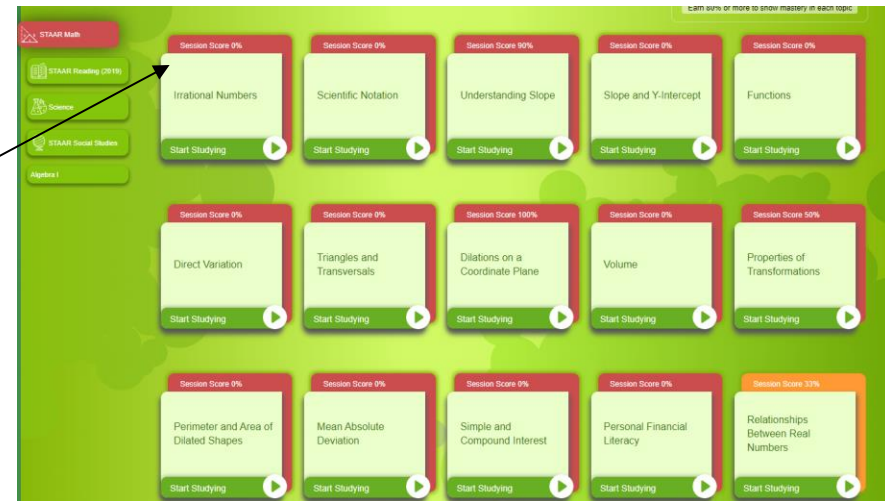 Earn 80% or more to show mastery in each topic
STAAR Math
STAAR Reading (2019)
Science
STAAR Social Studies
Algebra I
Session Score 0%
Irrational Numbers
Start Studying
Session Score 0%
Scientific Notation
Start Studying
Session Score 90%
Understanding Slope
Start Studying
Session Score 0%
Slope and Y-Intercept
Start Studying
Session Score 0%
Functions
Start Studying
Session Score 0%
Direct Variation
Start Studying
Session Score 0%
Triangles and
Transversals
Start Studying
Session Score 100%
Dilations on a
Coordinate Plane
Start Studying
Session Score 0%
Volume
Start Studying
Session Score 50%
Properties of
Transformations
Start Studying
Session Score 0%
Perimeter and Area of
Dilated Shapes
Start Studying
Session Score 0%
Mean Absolute
Deviation
Start Studying
Session Score 0%
Simple and
Compound Interest
Start Studying
Session Score 0%
Personal Financial
Literacy
Start Studying
Session Score 33%
Relationships
Between Real
Numbers
Start Studying